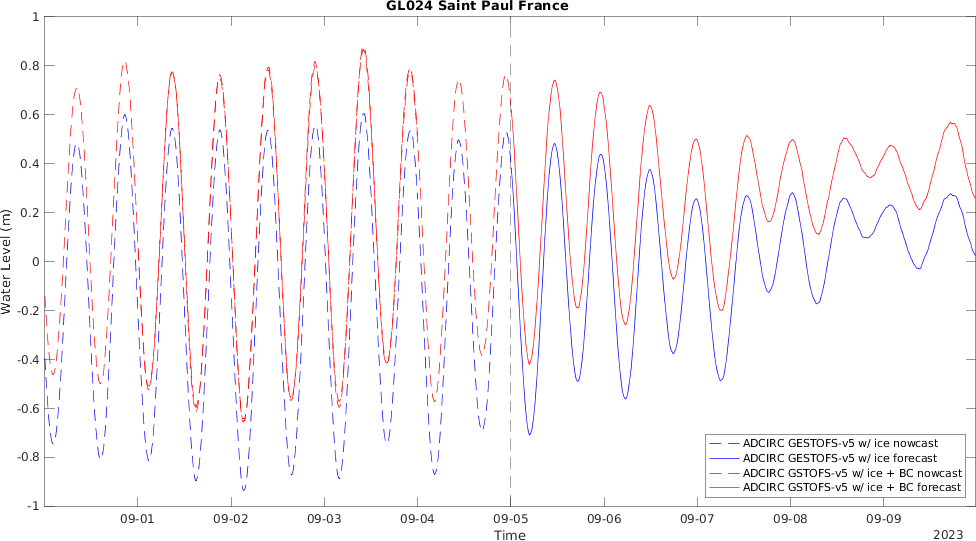 GL024 Saint Paul France
1
0.8
0.6
0.4
0.2
0
-0.2
-0.4
-0.6
-0.8
-1
Water Level (m)
09-01 09-02 09-03 09-04 09-05 09-06 09-07 09-08 09-09
Time
2023
ADCIRC GESTOFS-v5 w/ ice nowcast
ADCIRC GESTOFS-v5 w/ ice forecast
ADCIRC GSTOFS-v5 w/ ice + BC nowcast
ADCIRC GSTOFS-v5 w/ ice + BC forecast